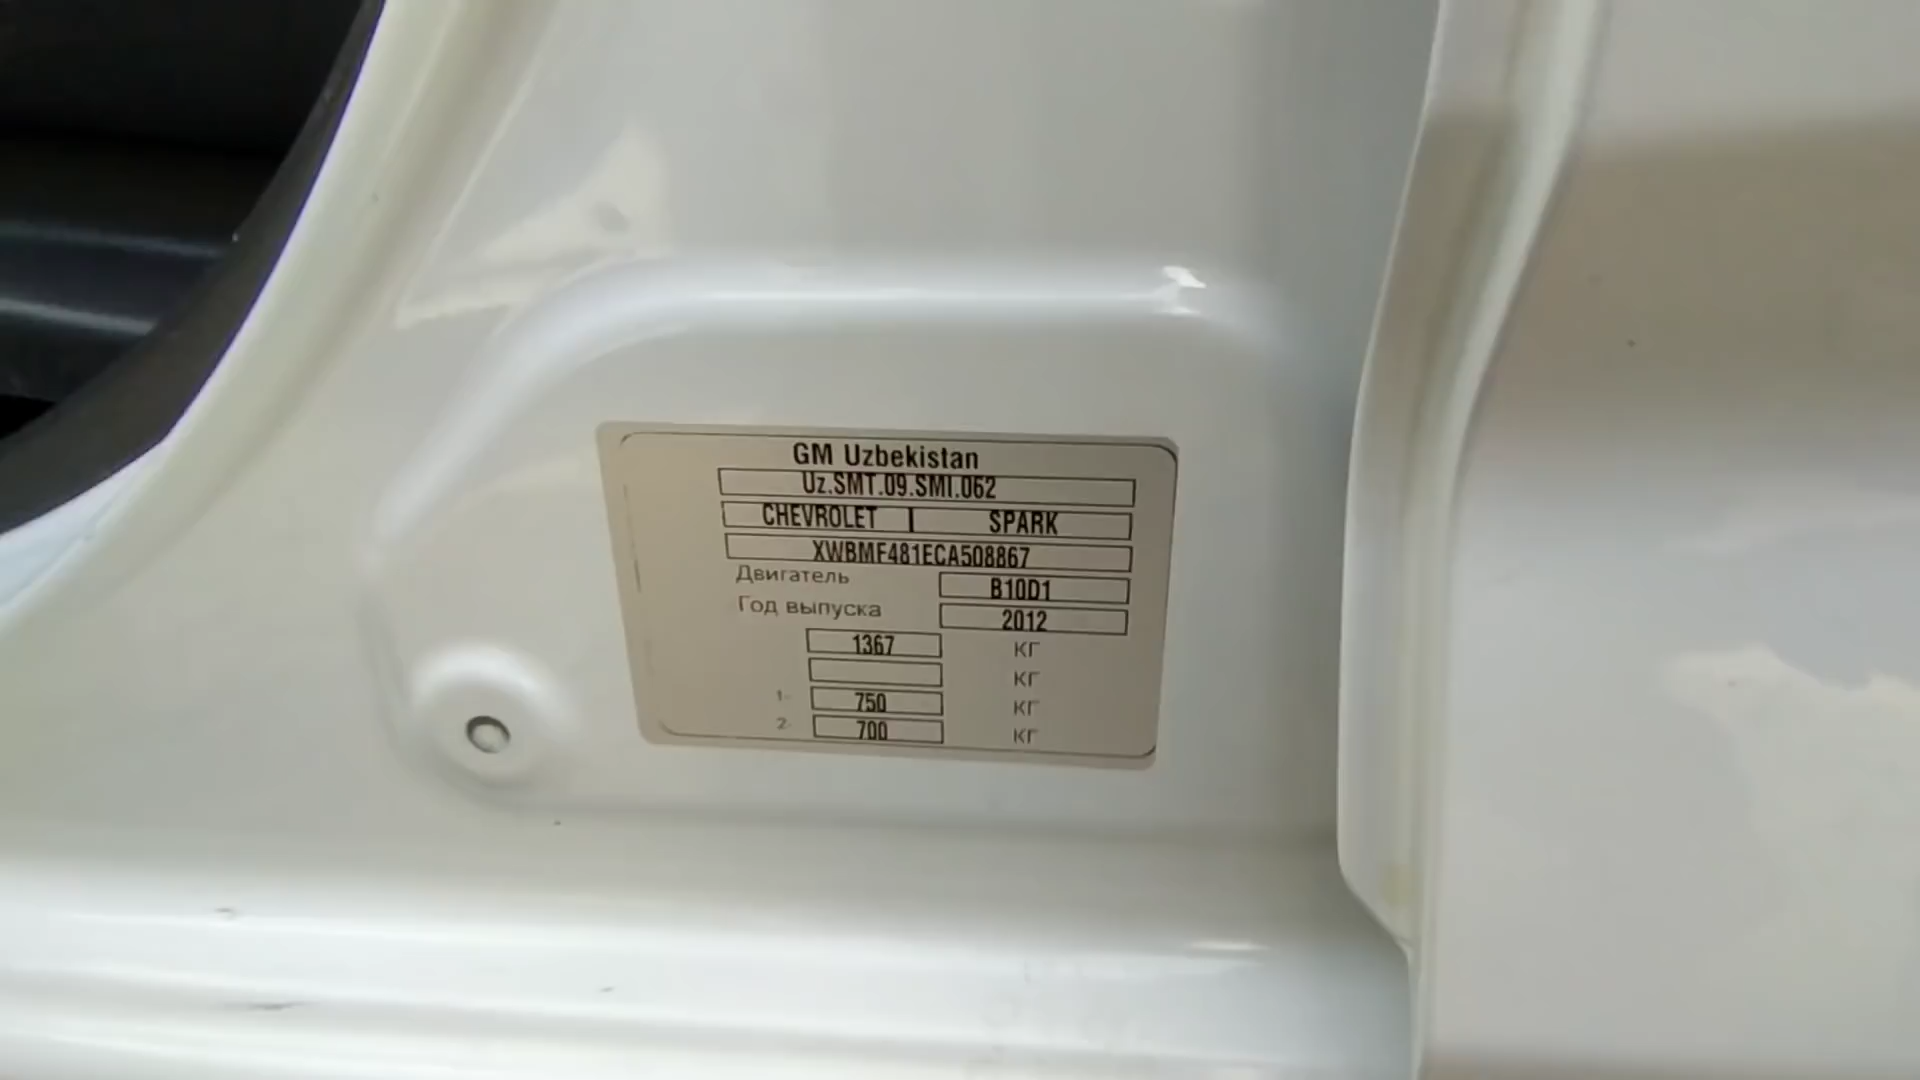 GM Uzbekistan
Uz.SMT.09.SMI.062
CHEVROLET SPARK
XWBMF481ECA508867
Двигатель B10D1
Год выпуска 2012
1367 КГ
КГ
1- 750 КГ
2- 700 КГ